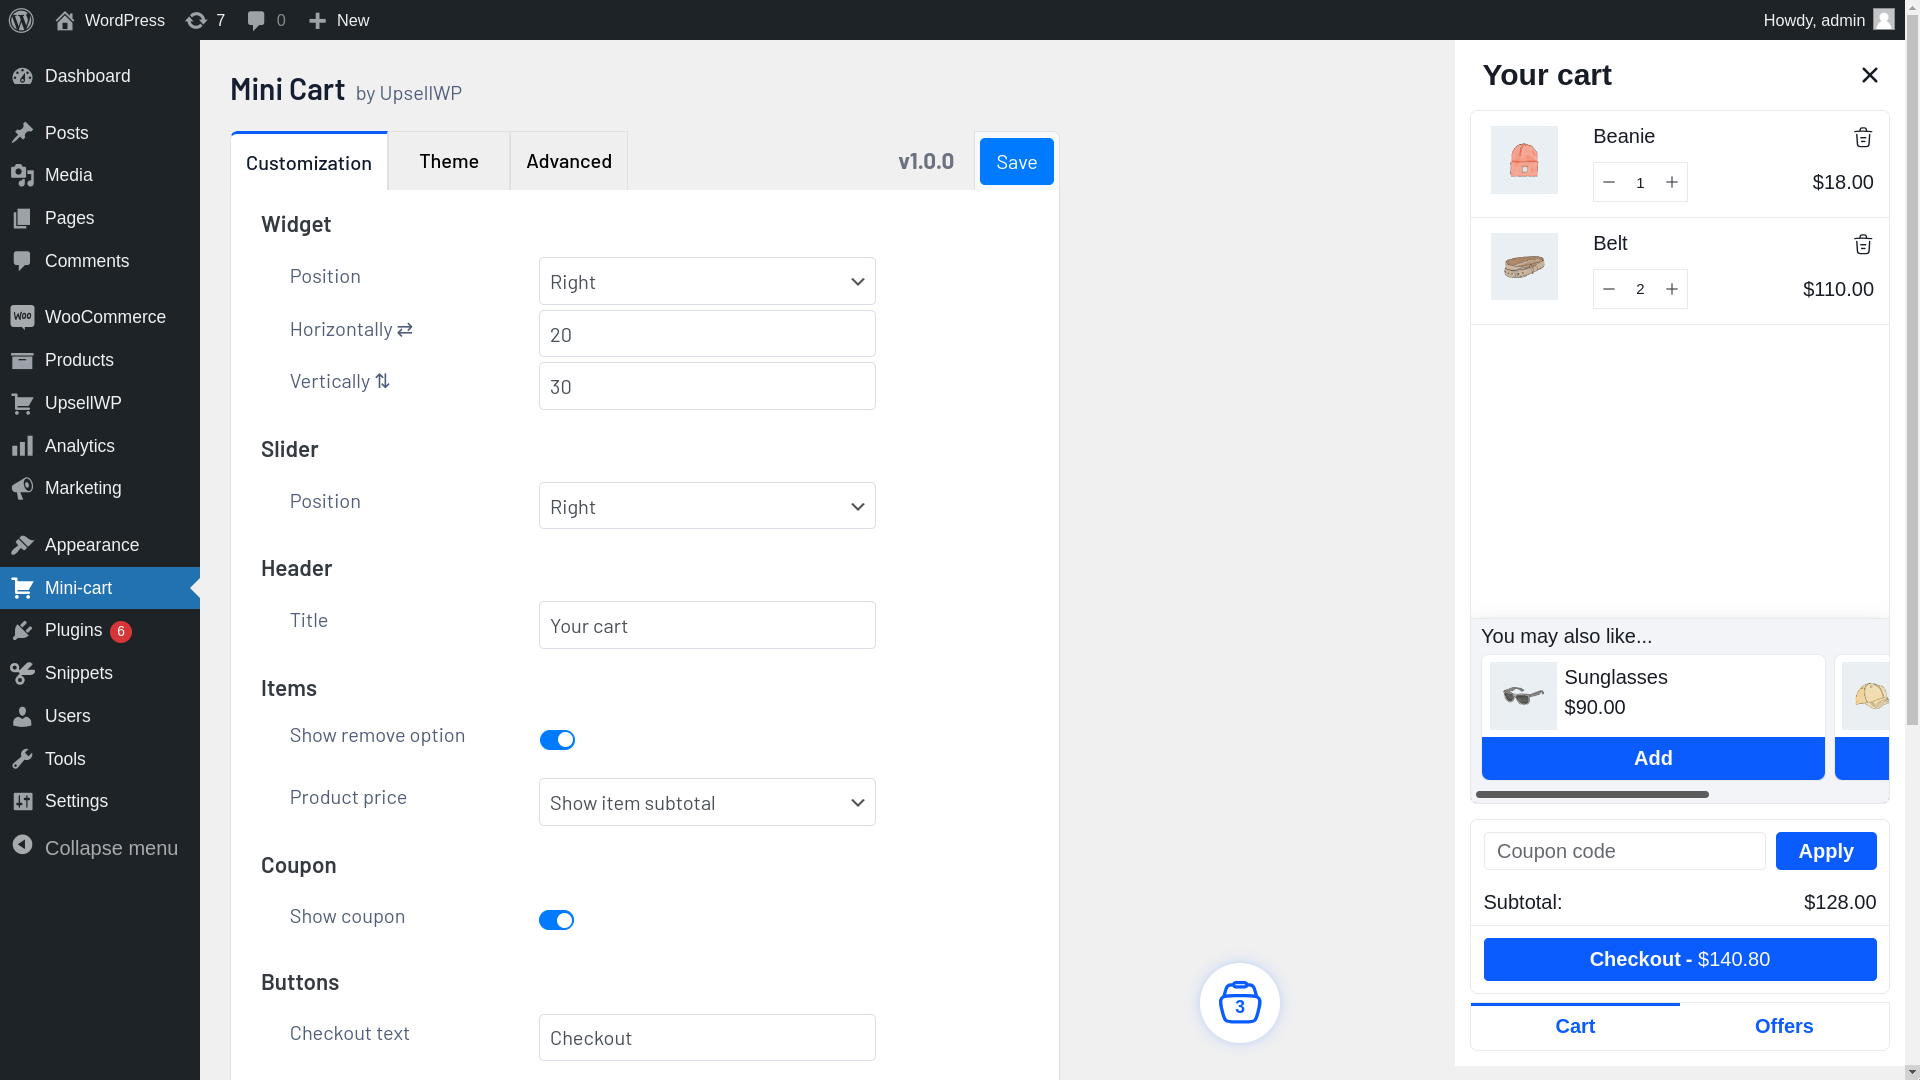 WordPress 7 0 New Howdy, admin
Dashboard
Posts
Media
Pages
Comments
Woo WooCommerce
Products
UpsellWP
Analytics
Marketing
Appearance
Mini-cart
Plugins 6
Snippets
Users
Tools
Settings
Collapse menu
Mini Cart by UpsellWP
Customization Theme Advanced v1.0.0 Save
Widget
Position Right
Horizontally ⇄ 20
Vertically ⇅ 30
Slider
Position Right
Header
Title Your cart
Items
Show remove option
Product price Show item subtotal
Coupon
Show coupon
Buttons
Checkout text Checkout
3
Your cart
Beanie
1 $18.00
Belt
2 $110.00
You may also like...
Sunglasses
$90.00
Add
Coupon code Apply
Subtotal: $128.00
Checkout - $140.80
Cart Offers